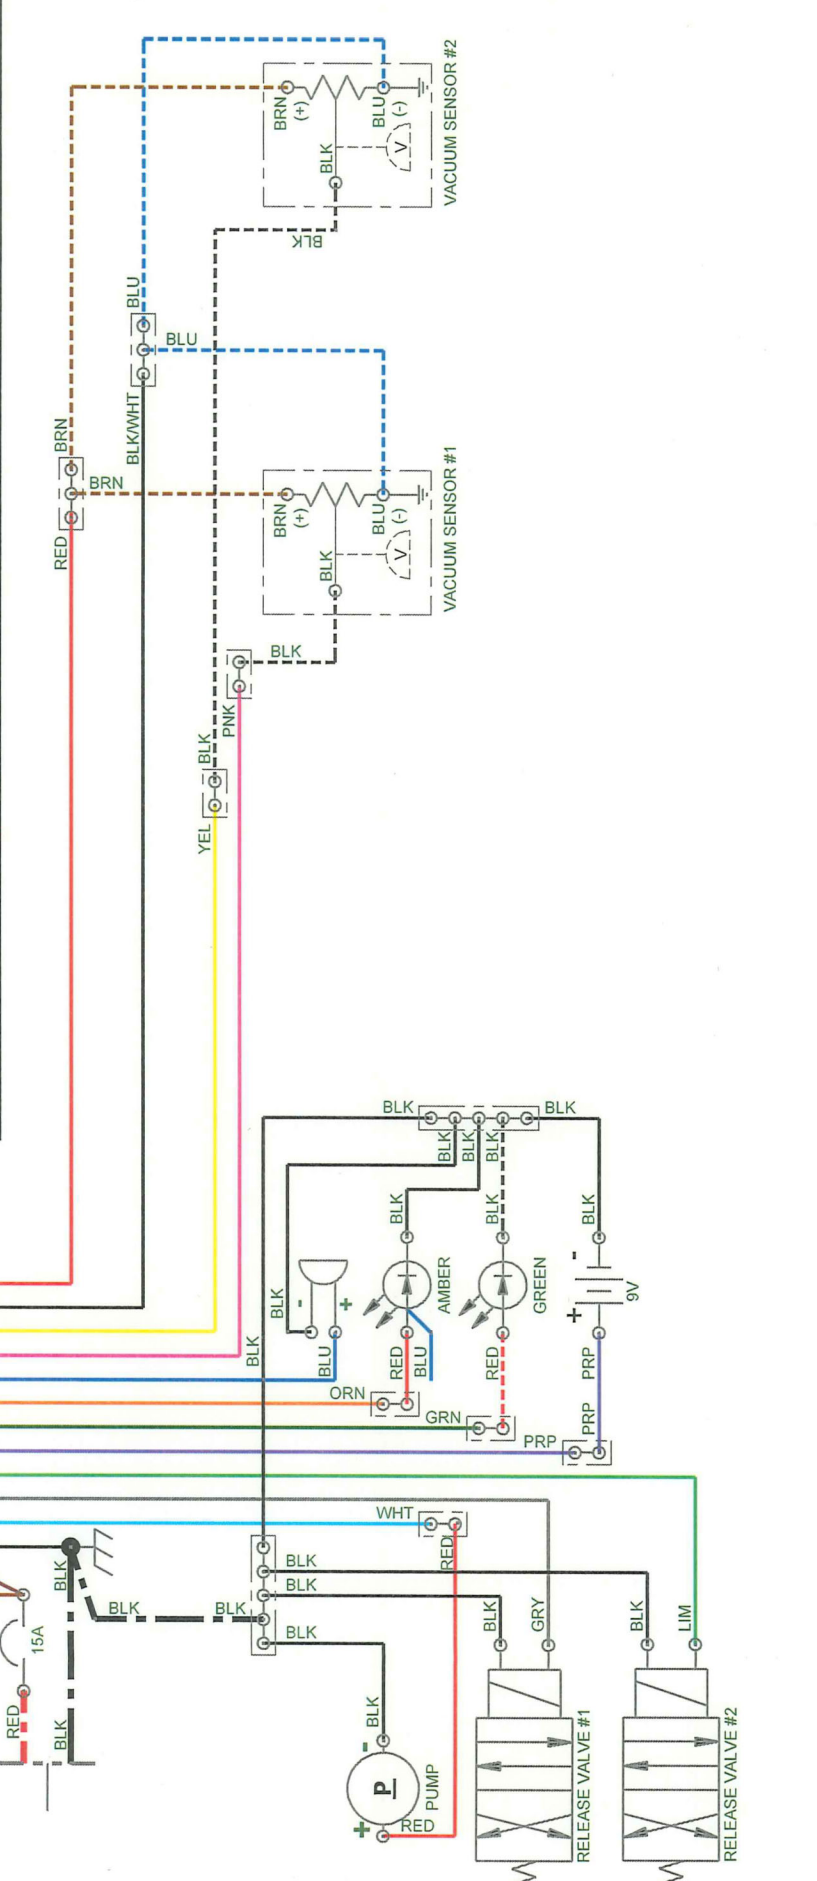 BRN
(+)
BLU
(-)
BLK
V
VACUUM SENSOR #2
BLK
BLU
BLU
BRN
BRN
BLK/WHT
RED
BRN
(+)
BLU
(-)
BLK
V
VACUUM SENSOR #1
BLK
PNK
BLK
YEL
BLK
BLK
BLK
BLK
BLK
BLK
BLK
BLK
BLK
-
+
BLU
BLK
AMBER
RED
BLU
GREEN
RED
-
+
9V
PRP
PRP
ORN
GRN
PRP
WHT
RED
BLK
BLK
BLK
BLK
BLK
BLK
BLK
GRY
BLK
LIM
15A
RED
BLK
BLK
-
P
+
PUMP
RED
RELEASE VALVE #1
RELEASE VALVE #2